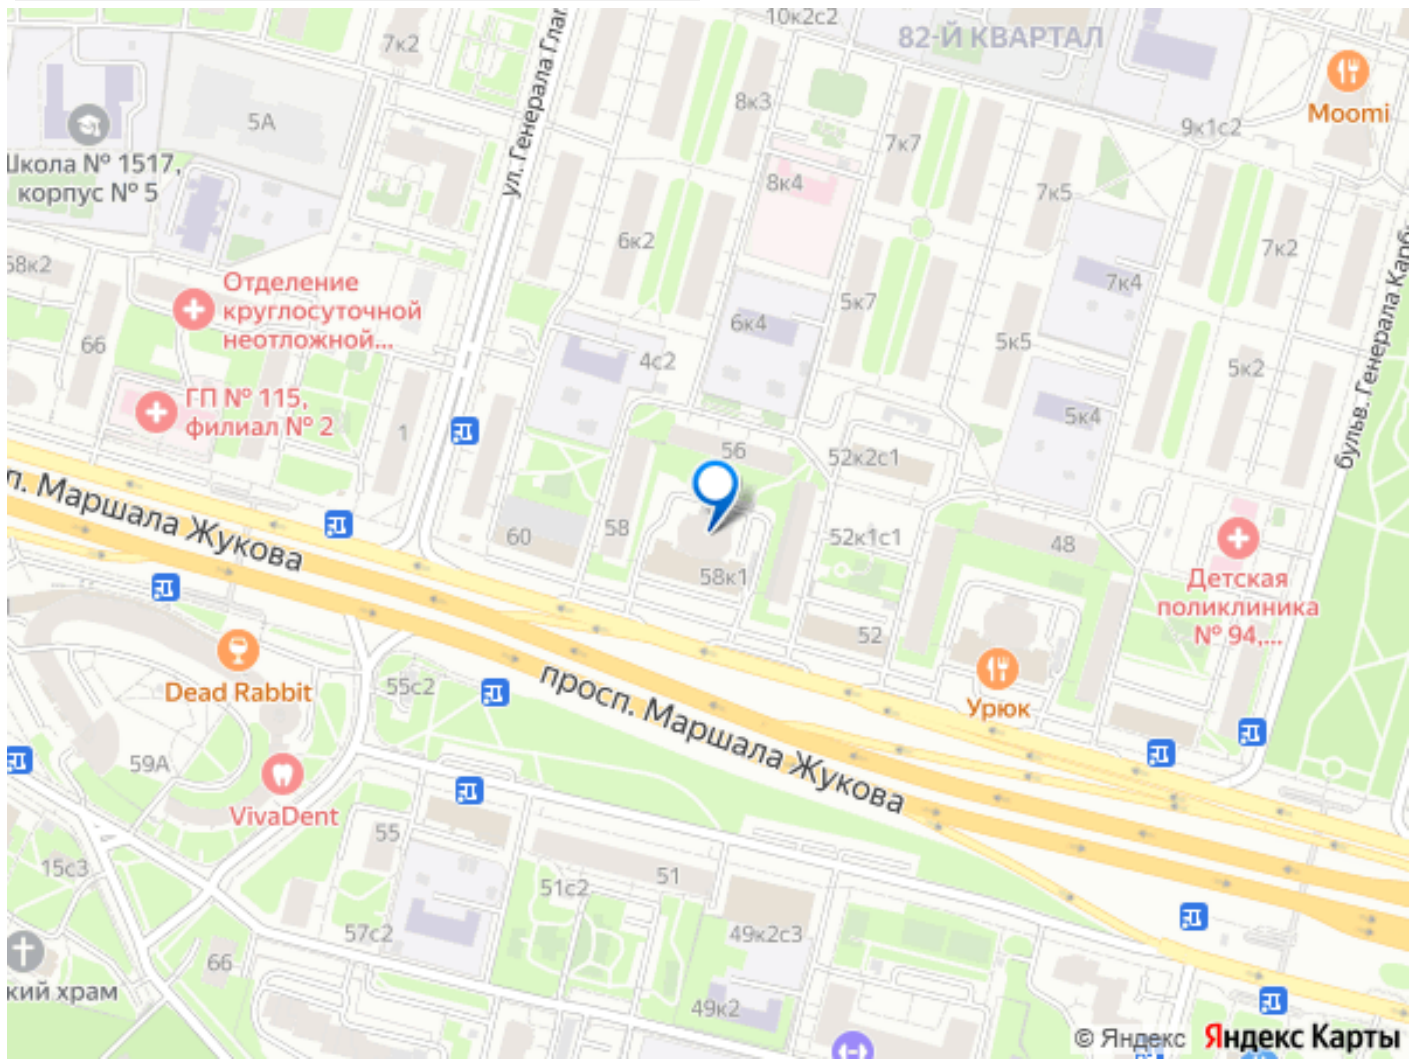 10к2с2
82-Й КВАРТАЛ
7к2
ул. Генерала Глаг
Moomi
8к3
5А
9к1с2
7к7
Школа № 1517,
корпус № 5
8к4
7к5
6к2
7к2
58к2
Отделение
круглосуточной
неотложной...
7к4
5к7
6к4
66
5к5
4с2
5к2
бульв. Генерала Карб
ГП № 115,
филиал № 2
5к4
1
56
52к2с1
п. Маршала Жукова
58
60
52к1с1
48
58к1
Детская
поликлиника
№ 94,...
52
Dead Rabbit
55с2
просп. Маршала Жукова
Урюк
59А
VivaDent
55
15с3
51с2
51
57с2
49к2с3
66
кий храм
49к2
© Яндекс Яндекс Карты